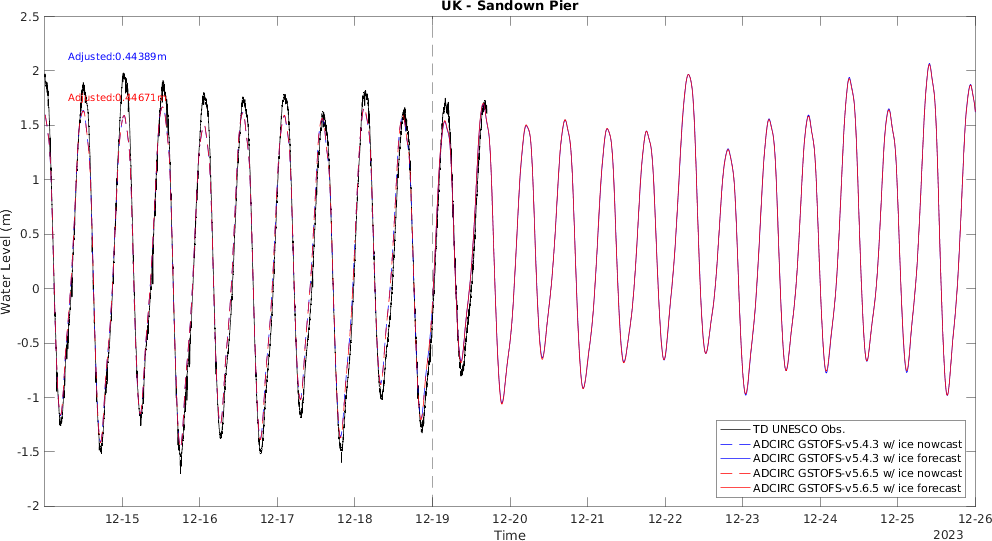 UK - Sandown Pier
2.5
2
1.5
1
0.5
0
-0.5
-1
-1.5
-2
Water Level (m)
Adjusted:0.44389m
Adjusted:0.44671m
TD UNESCO Obs.
ADCIRC GSTOFS-v5.4.3 w/ ice nowcast
ADCIRC GSTOFS-v5.4.3 w/ ice forecast
ADCIRC GSTOFS-v5.6.5 w/ ice nowcast
ADCIRC GSTOFS-v5.6.5 w/ ice forecast
12-15 12-16 12-17 12-18 12-19 12-20 12-21 12-22 12-23 12-24 12-25 12-26
Time
2023